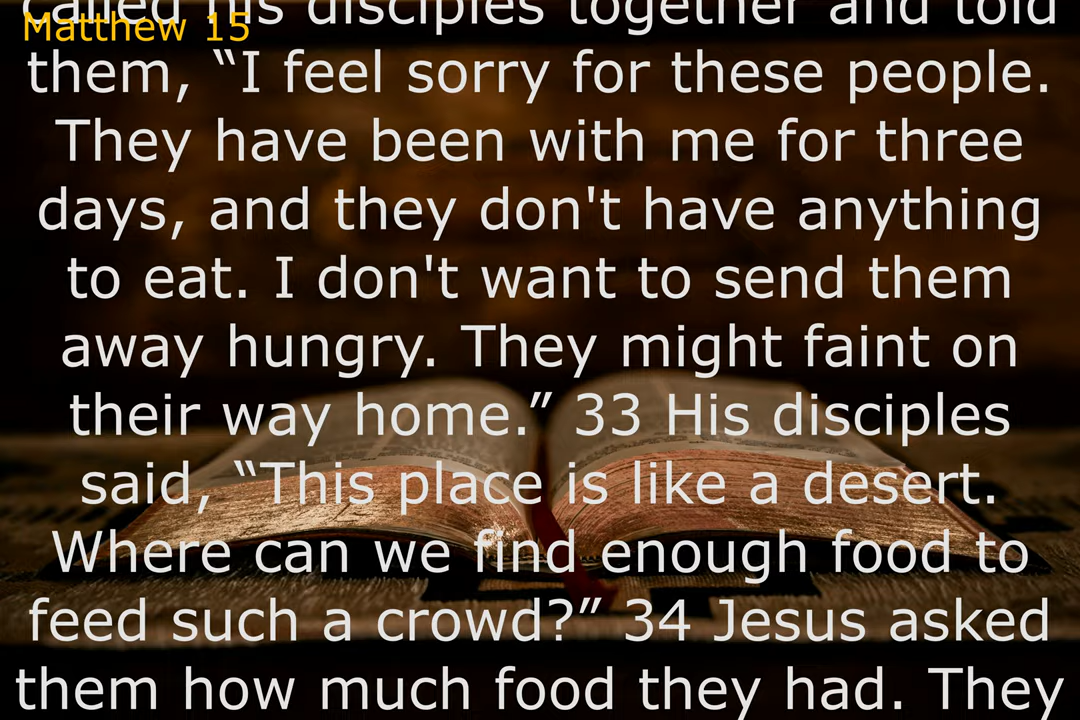 called his disciples together and told
Matthew 15
them, “I feel sorry for these people.
They have been with me for three
days, and they don't have anything
to eat. I don't want to send them
away hungry. They might faint on
their way home.” 33 His disciples
said, “This place is like a desert.
Where can we find enough food to
feed such a crowd?” 34 Jesus asked
them how much food they had. They